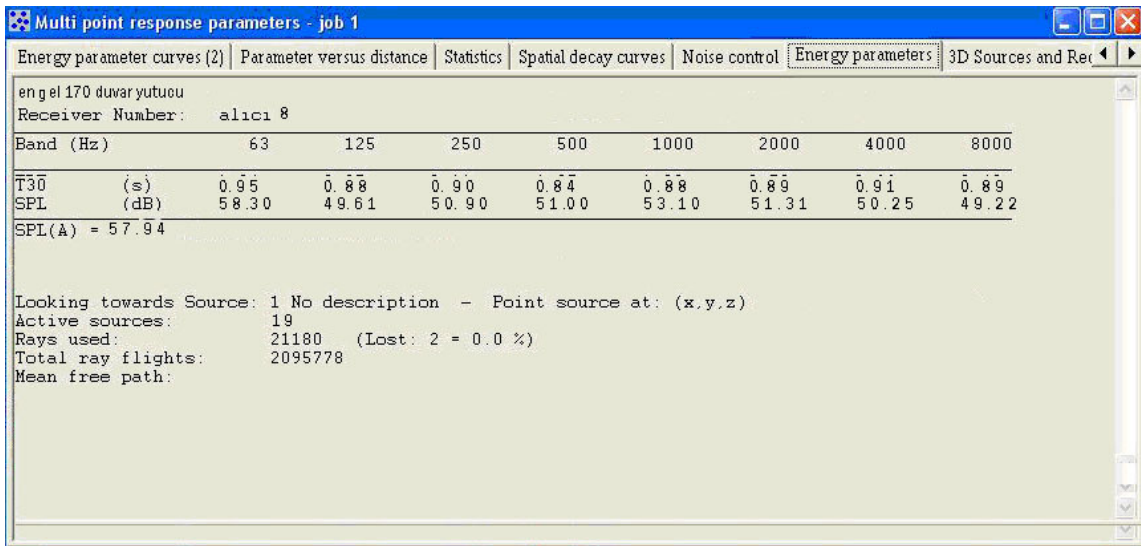 Multi point response parameters - job 1
Energy parameter curves (2) Parameter versus distance Statistics Spatial decay curves Noise control Energy parameters 3D Sources and Rec
engel 170 duvar yutucu
Receiver Number: alıcı 8
Band (Hz) 63 125 250 500 1000 2000 4000 8000
T30 (s) 0.95 0.88 0.90 0.84 0.88 0.89 0.91 0.89
SPL (dB) 58.30 49.61 50.90 51.00 53.10 51.31 50.25 49.22
SPL(A) = 57.94
Looking towards Source: 1 No description - Point source at: (x,y,z)
Active sources: 19
Rays used: 21180 (Lost: 2 = 0.0 %)
Total ray flights: 2095778
Mean free path: